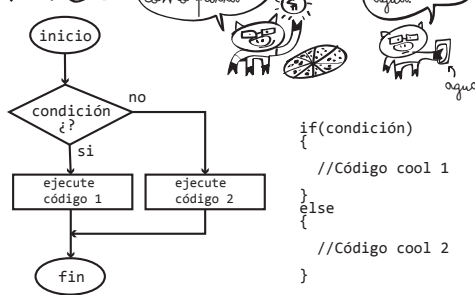 inicio
condición
¿?
no
si
ejecute
código 1
ejecute
código 2
fin
if(condición)
{
//Código cool 1
}
else
{
//Código cool 2
}